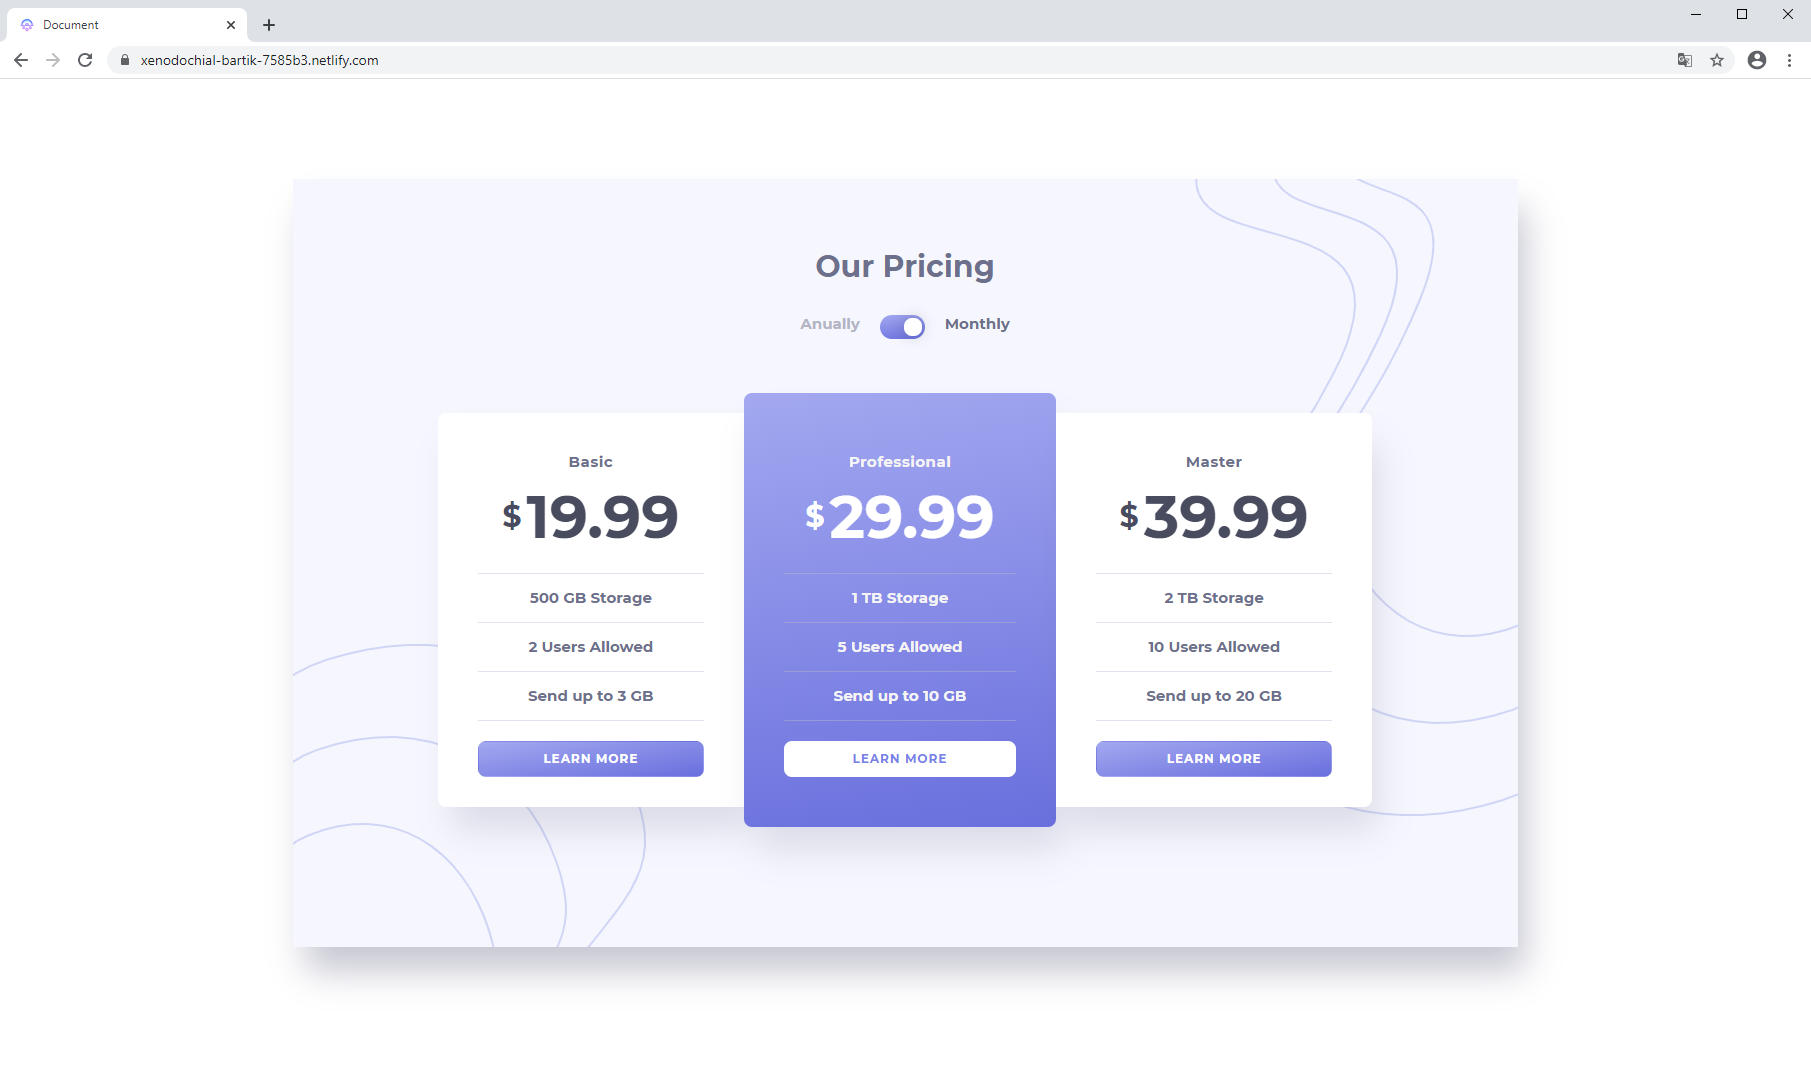 Document
xenodochial-bartik-7585b3.netlify.com
Our Pricing
Anually Monthly
Basic
$19.99
500 GB Storage
2 Users Allowed
Send up to 3 GB
LEARN MORE
Professional
$29.99
1 TB Storage
5 Users Allowed
Send up to 10 GB
LEARN MORE
Master
$39.99
2 TB Storage
10 Users Allowed
Send up to 20 GB
LEARN MORE